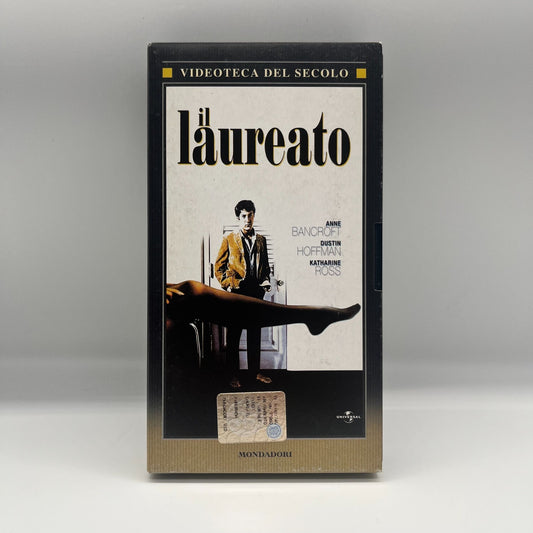 VIDEOTECA DEL SECOLO
il
laureato
ANNE
BANCROFT
DUSTIN
HOFFMAN
KATHARINE
ROSS
UNIVERSAL
MONDADORI